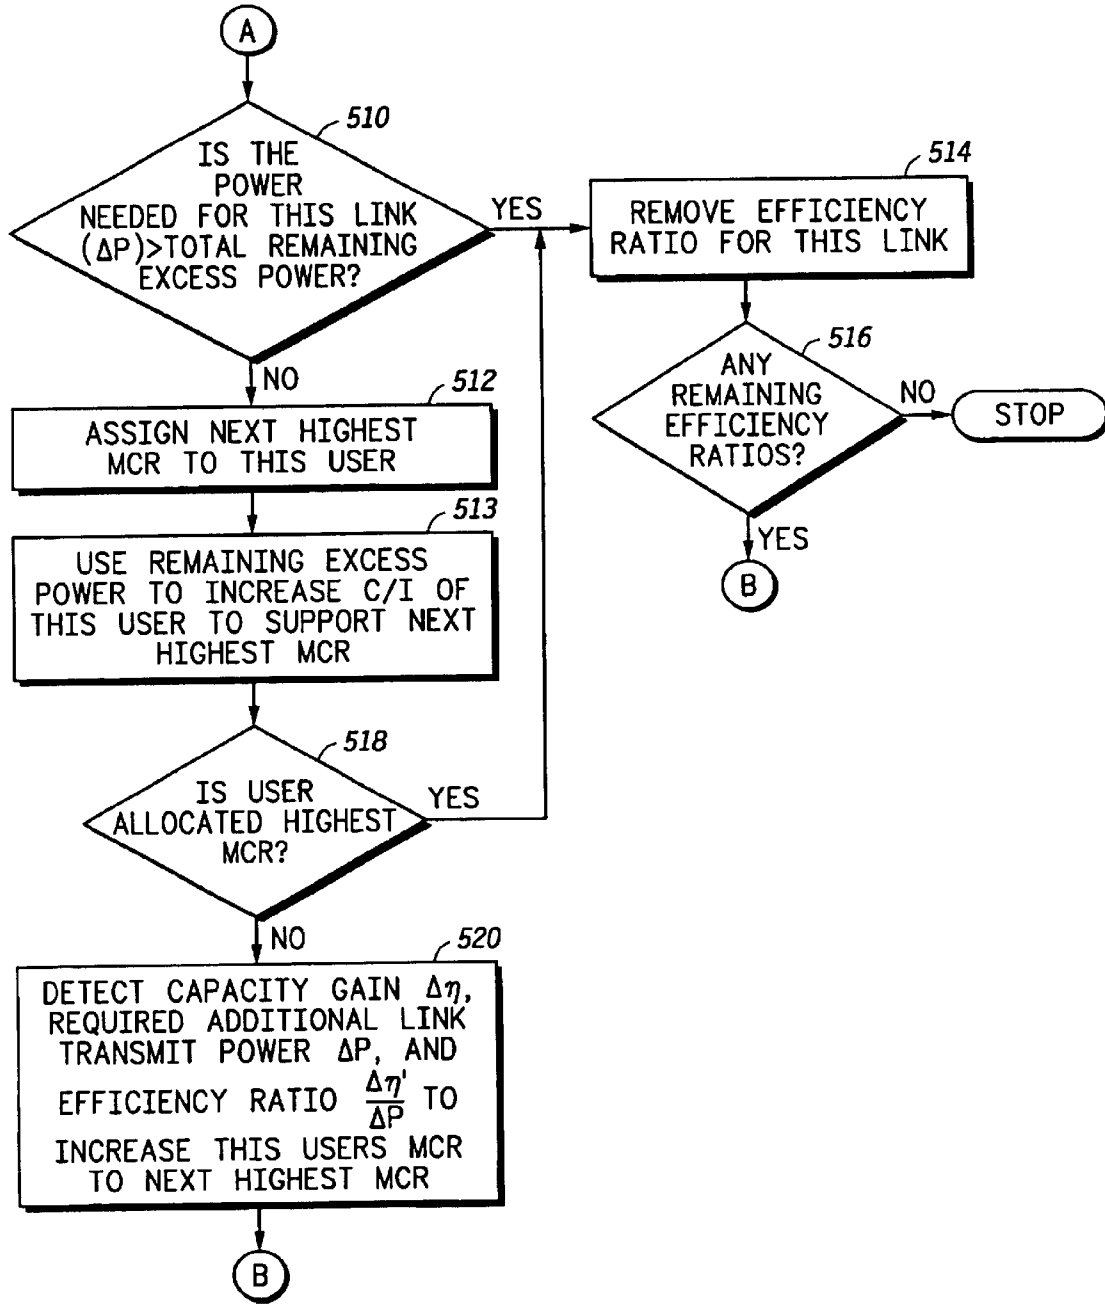 A
510
IS THE
POWER
NEEDED FOR THIS LINK
(ΔP)>TOTAL REMAINING
EXCESS POWER?
YES
NO
514
REMOVE EFFICIENCY
RATIO FOR THIS LINK
516
ANY
REMAINING
EFFICIENCY
RATIOS?
NO
STOP
YES
B
512
ASSIGN NEXT HIGHEST
MCR TO THIS USER
513
USE REMAINING EXCESS
POWER TO INCREASE C/I OF
THIS USER TO SUPPORT NEXT
HIGHEST MCR
518
IS USER
ALLOCATED HIGHEST
MCR?
YES
NO
520
DETECT CAPACITY GAIN Δη,
REQUIRED ADDITIONAL LINK
TRANSMIT POWER ΔP, AND
EFFICIENCY RATIO Δη'/ΔP TO
INCREASE THIS USERS MCR
TO NEXT HIGHEST MCR
B